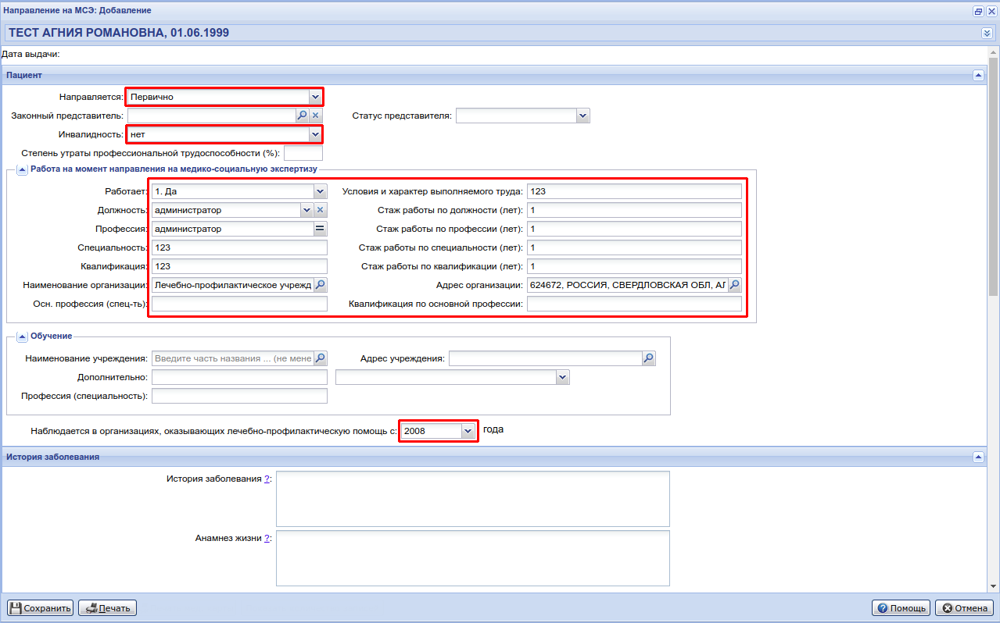 Направление на МСЭ: Добавление
ТЕСТ АГНИЯ РОМАНОВНА, 01.06.1999
Дата выдачи:
Пациент
Направляется: Первично
Законный представитель: Статус представителя:
Инвалидность: нет
Степень утраты профессиональной трудоспособности (%):
Работа на момент направления на медико-социальную экспертизу
Работает: 1. Да Условия и характер выполняемого труда: 123
Должность: администратор Стаж работы по должности (лет): 1
Профессия: администратор Стаж работы по профессии (лет): 1
Специальность: 123 Стаж работы по специальности (лет): 1
Квалификация: 123 Стаж работы по квалификации (лет): 1
Наименование организации: Лечебно-профилактическое учрежд Адрес организации: 624672, РОССИЯ, СВЕРДЛОВСКАЯ ОБЛ, АЛ
Осн. профессия (спец-ть): Квалификация по основной профессии:
Обучение
Наименование учреждения: Введите часть названия ... (не мене Адрес учреждения:
Дополнительно:
Профессия (специальность):
Наблюдается в организациях, оказывающих лечебно-профилактическую помощь с: 2008 года
История заболевания
История заболевания ?:
Анамнез жизни ?:
Сохранить Печать Помощь Отмена